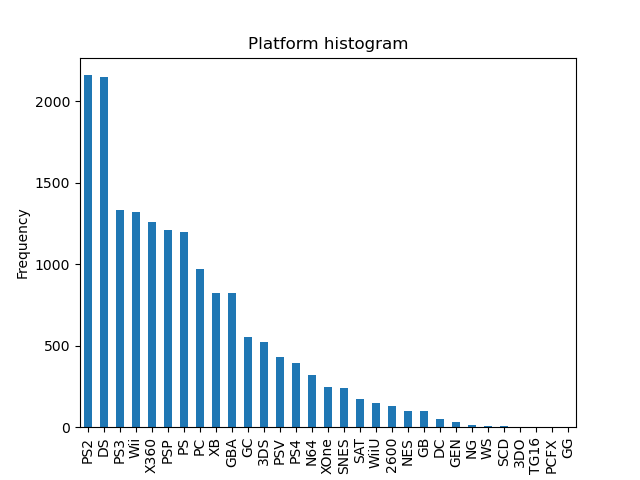 Platform histogram
Frequency
2000
1500
1000
500
0
PS2
DS
PS3
Wii
X360
PSP
PS
PC
XB
GBA
GC
3DS
PSV
PS4
N64
XOne
SNES
SAT
WiiU
2600
NES
GB
DC
GEN
NG
WS
SCD
3DO
TG16
PCFX
GG